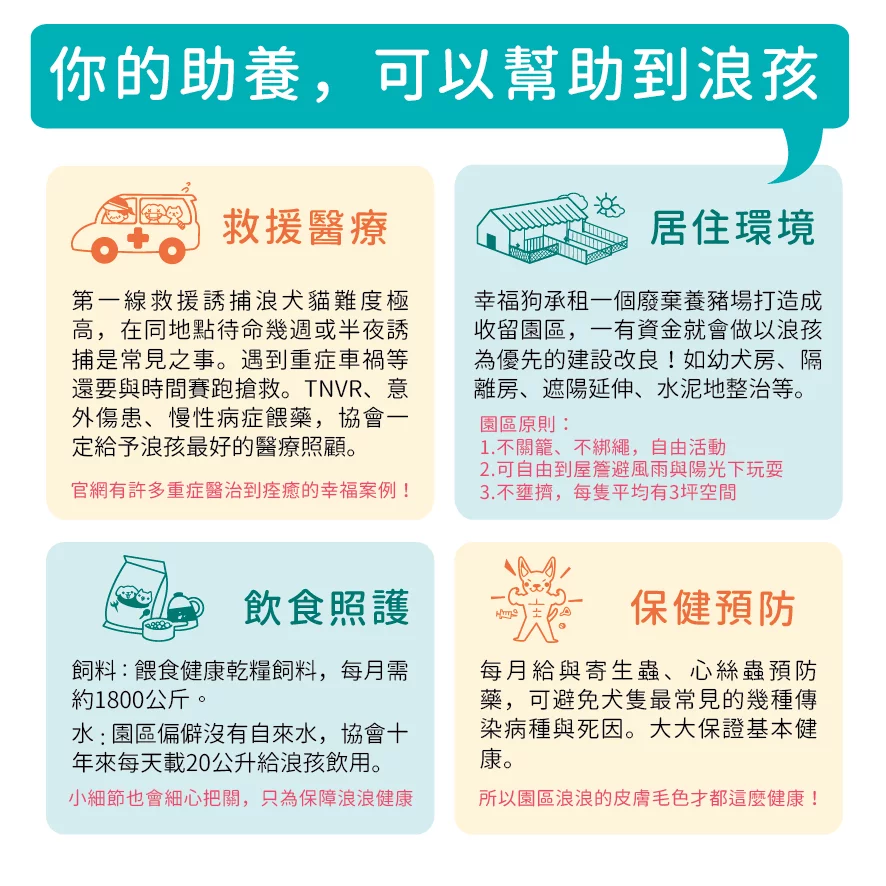 你的助養，可以幫助到浪孩
救援醫療
第一線救援誘捕浪犬貓難度極
高，在同地點待命幾週或半夜誘
捕是常見之事。遇到重症車禍等
還要與時間賽跑搶救。TNVR、意
外傷患、慢性病症餵藥，協會一
定給予浪孩最好的醫療照顧。
官網有許多重症醫治到痊癒的幸福案例！
居住環境
幸福狗承租一個廢棄養豬場打造成
收留園區，一有資金就會做以浪孩
為優先的建設改良！如幼犬房、隔
離房、遮陽延伸、水泥地整治等。
園區原則：
1.不關籠、不綁繩，自由活動
2.可自由到屋簷避風雨與陽光下玩耍
3.不壅擠，每隻平均有3坪空間
飲食照護
飼料：餵食健康乾糧飼料，每月需
約1800公斤。
水：園區偏僻沒有自來水，協會十
年來每天載20公升給浪孩飲用。
小細節也會細心把關，只為保障浪浪健康
保健預防
每月給與寄生蟲、心絲蟲預防
藥，可避免犬隻最常見的幾種傳
染病種與死因。大大保證基本健
康。
所以園區浪浪的皮膚毛色才都這麼健康！